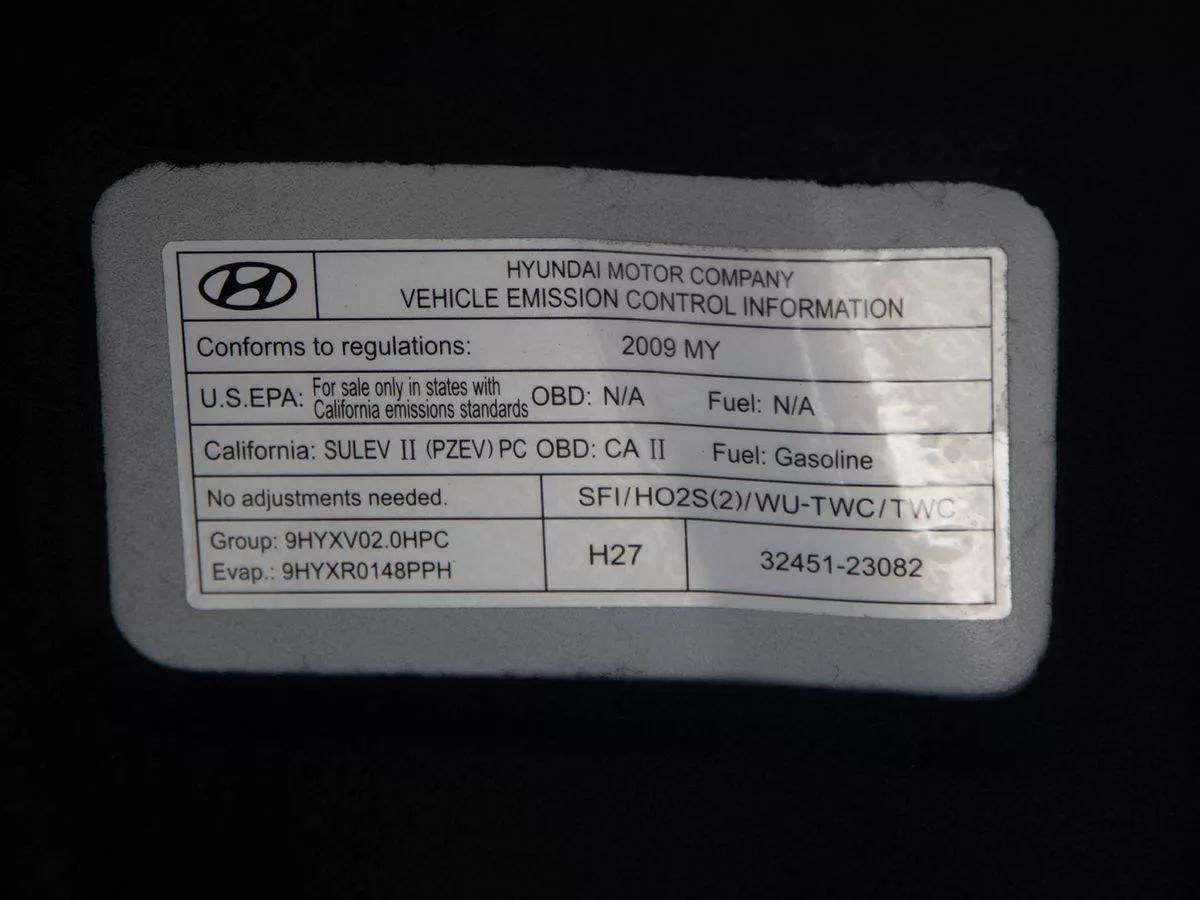 HYUNDAI MOTOR COMPANY
VEHICLE EMISSION CONTROL INFORMATION
Conforms to regulations: 2009 MY
U.S.EPA: For sale only in states with California emissions standards OBD: N/A Fuel: N/A
California: SULEV II (PZEV) PC OBD: CA II Fuel: Gasoline
No adjustments needed. SFI/HO2S(2)/WU-TWC/TWC
Group: 9HYXV02.0HPC
Evap.: 9HYXR0148PPH
H27
32451-23082